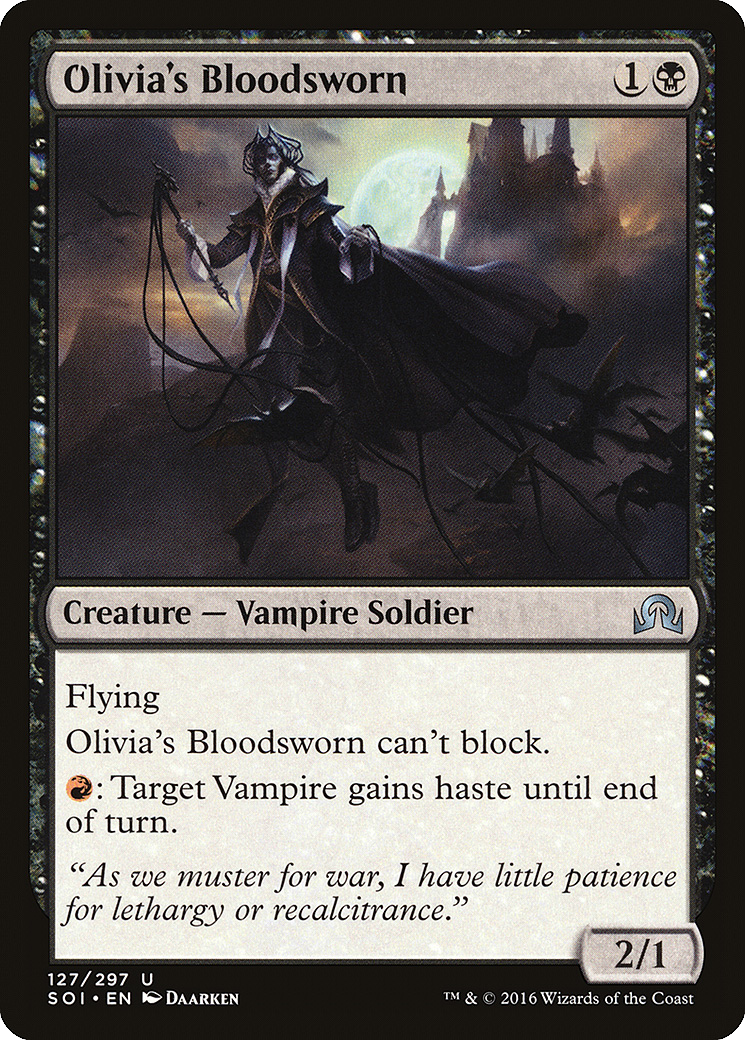 Olivia's Bloodsworn 1
Creature — Vampire Soldier
Flying
Olivia's Bloodsworn can't block.
: Target Vampire gains haste until end
of turn.
“As we muster for war, I have little patience
for lethargy or recalcitrance.”
2/1
127/297 U
SOI • EN DAARKEN
™ & © 2016 Wizards of the Coast